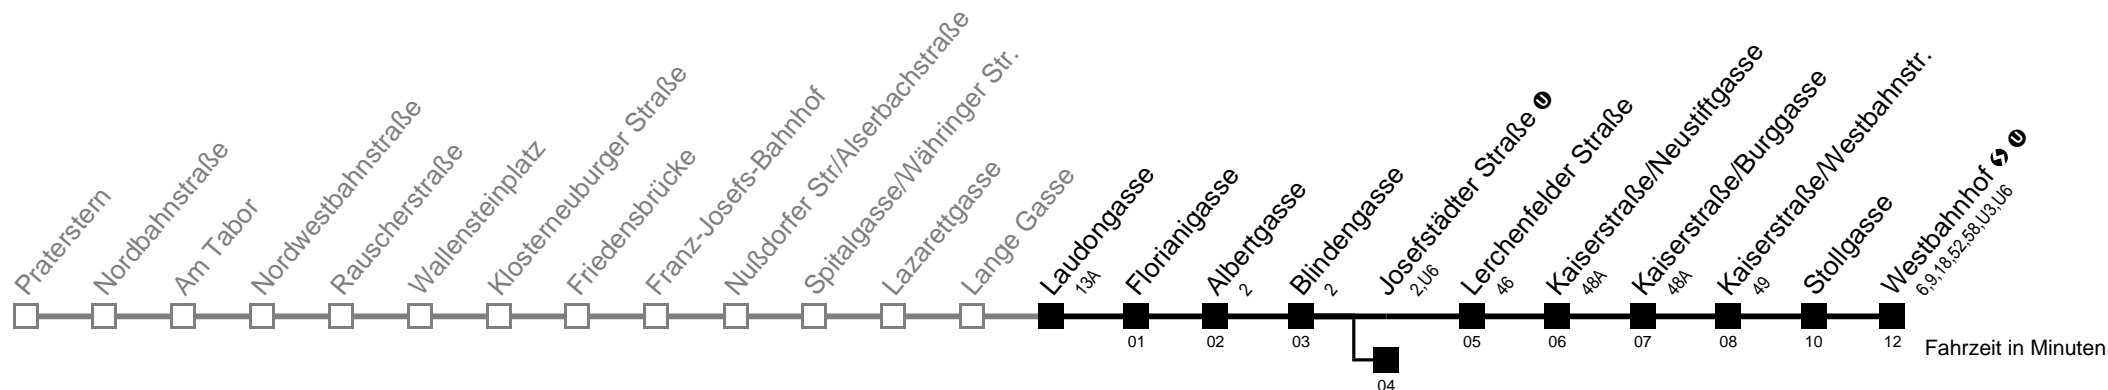 Praterstern
Nordbahnstraße
Am Tabor
Nordwestbahnstraße
Rauscherstraße
Wallensteinplatz
Klosterneuburger Straße
Friedensbrücke
Franz-Josefs-Bahnhof
Nußdorfer Str/Alserbachstraße
Spitalgasse/Währinger Str.
Lazarettgasse
Lange Gasse
Laudongasse
13A
Florianigasse
Albertgasse
2
Blindengasse
2
Josefstädter Straße U
2,U6
Lerchenfelder Straße
46
Kaiserstraße/Neustiftgasse
48A
Kaiserstraße/Burggasse
48A
Kaiserstraße/Westbahnstr.
49
Stollgasse
Westbahnhof S U
6,9,18,52,58,U3,U6
01
02
03
04
05
06
07
08
10
12
Fahrzeit in Minuten